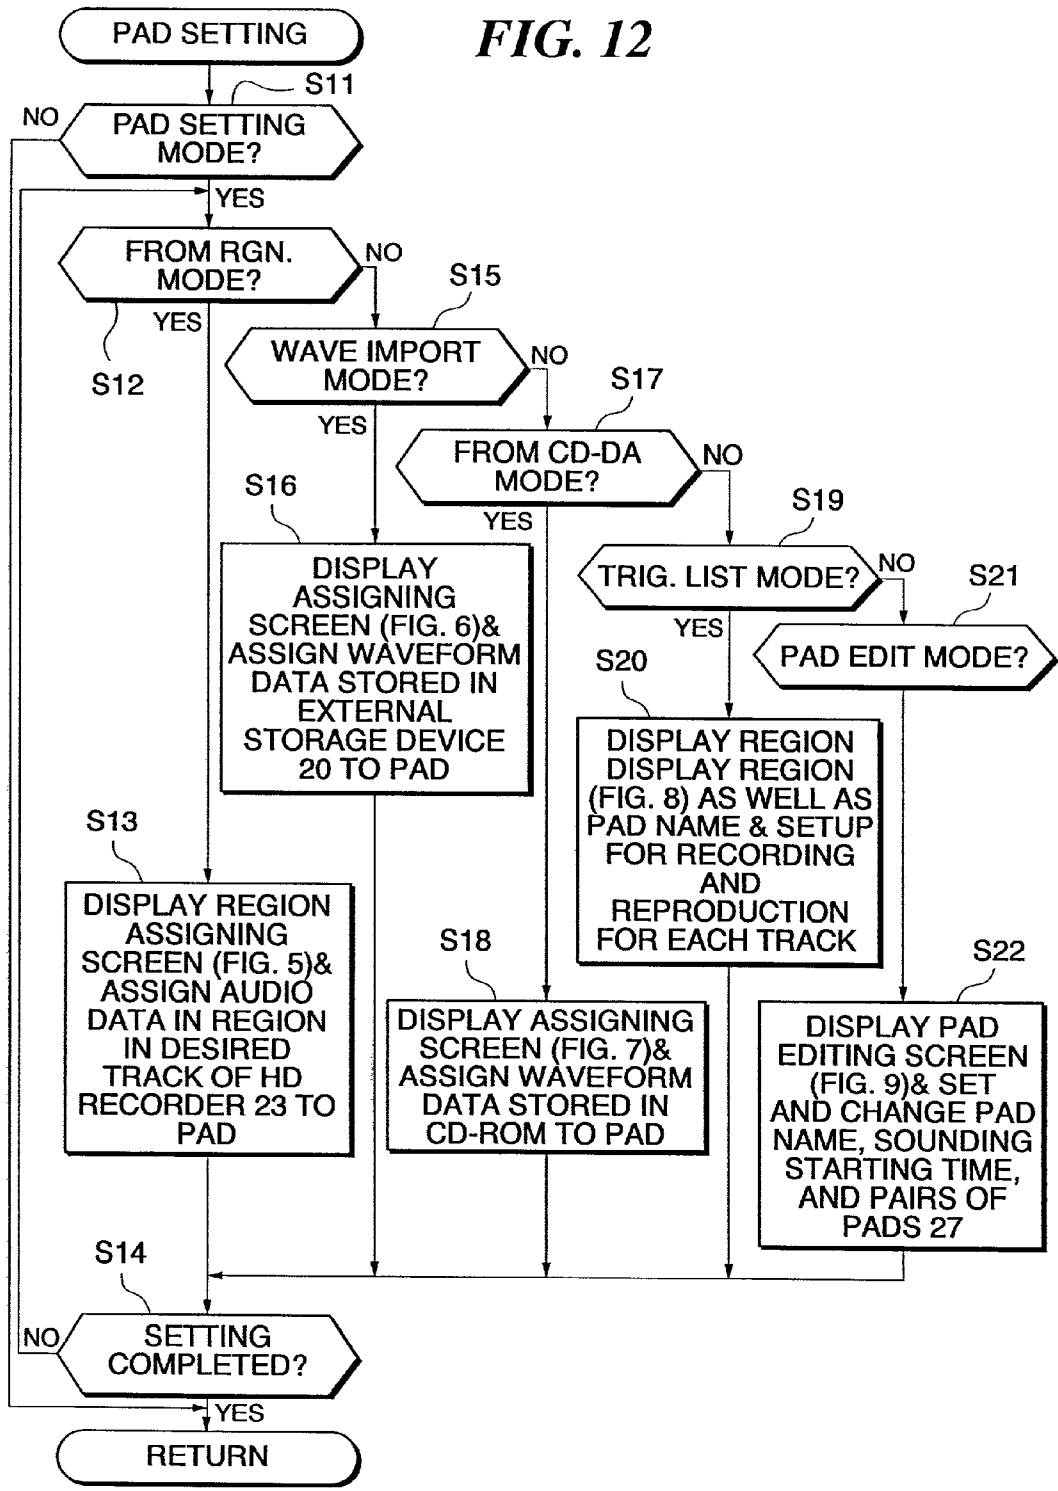 PAD SETTING
FIG. 12
S11
NO
PAD SETTING
MODE?
YES
FROM RGN.
MODE?
NO
YES
S12
S15
WAVE IMPORT
MODE?
NO
YES
S17
FROM CD-DA
MODE?
NO
YES
S16
DISPLAY
ASSIGNING
SCREEN (FIG. 6)&
ASSIGN WAVEFORM
DATA STORED IN
EXTERNAL
STORAGE DEVICE
20 TO PAD
S19
TRIG. LIST MODE?
NO
YES
S21
PAD EDIT MODE?
S20
DISPLAY REGION
DISPLAY REGION
(FIG. 8) AS WELL AS
PAD NAME & SETUP
FOR RECORDING
AND
REPRODUCTION
FOR EACH TRACK
S13
DISPLAY REGION
ASSIGNING
SCREEN (FIG. 5)&
ASSIGN AUDIO
DATA IN REGION
IN DESIRED
TRACK OF HD
RECORDER 23 TO
PAD
S18
DISPLAY ASSIGNING
SCREEN (FIG. 7)&
ASSIGN WAVEFORM
DATA STORED IN
CD-ROM TO PAD
S22
DISPLAY PAD
EDITING SCREEN
(FIG. 9)& SET
AND CHANGE PAD
NAME, SOUNDING
STARTING TIME,
AND PAIRS OF
PADS 27
S14
NO
SETTING
COMPLETED?
YES
RETURN